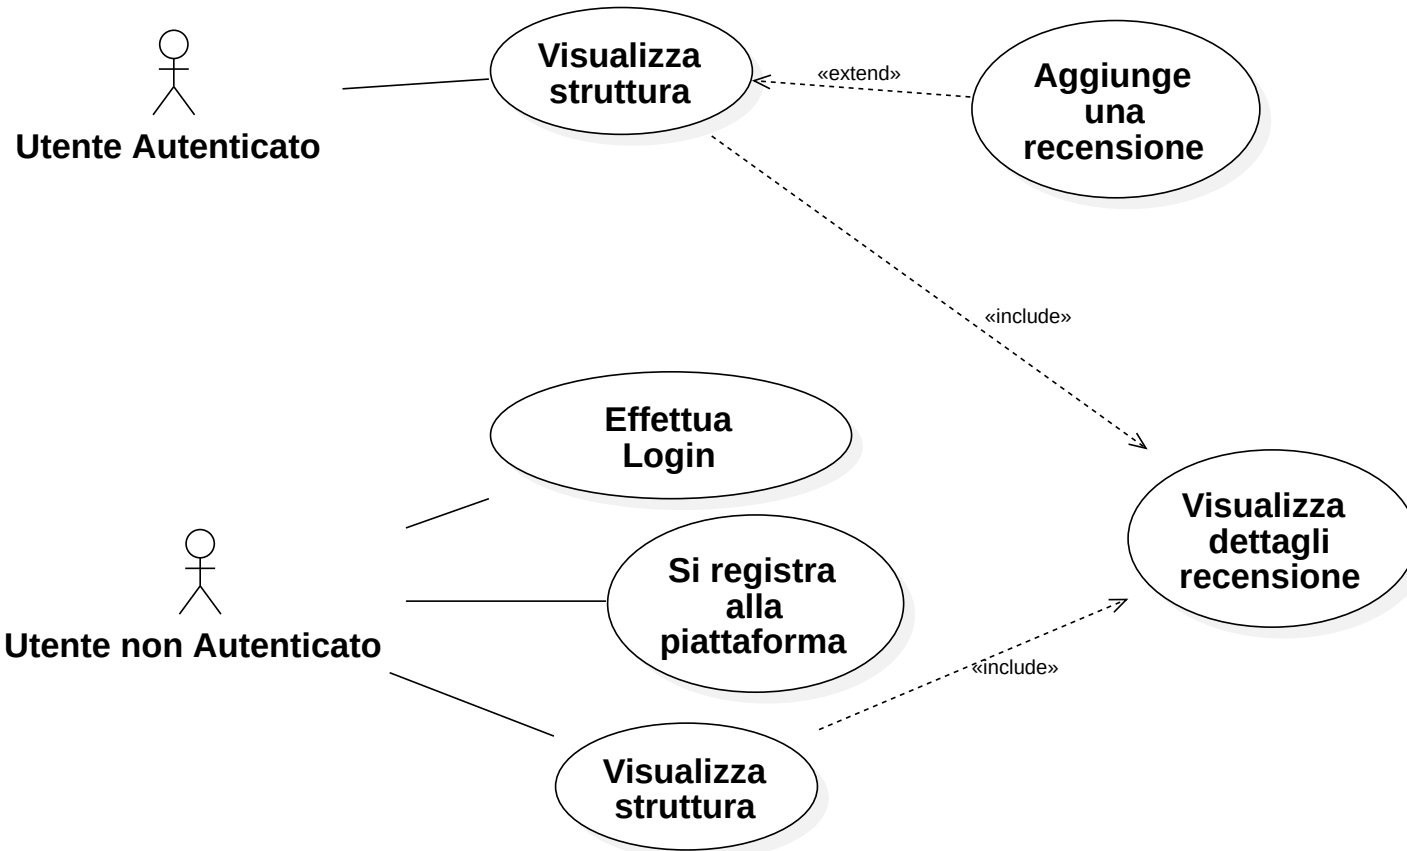 Visualizza
struttura
«extend»
Aggiunge
una
recensione
Utente Autenticato
«include»
Effettua
Login
Visualizza
dettagli
recensione
Si registra
alla
piattaforma
Utente non Autenticato
«include»
Visualizza
struttura